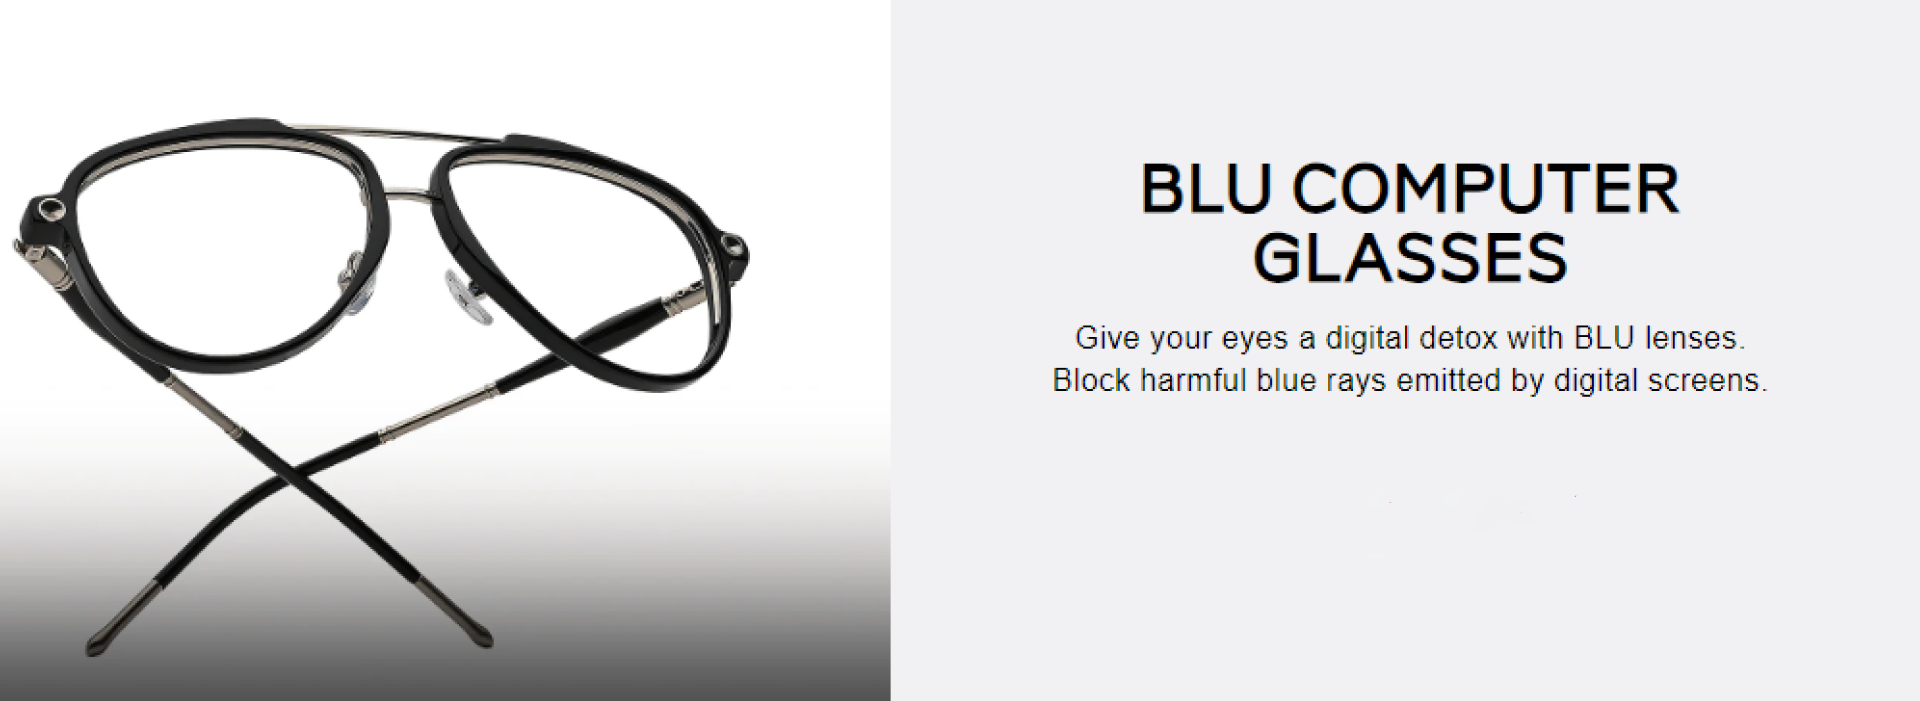 BLU COMPUTER
GLASSES
Give your eyes a digital detox with BLU lenses.
Block harmful blue rays emitted by digital screens.